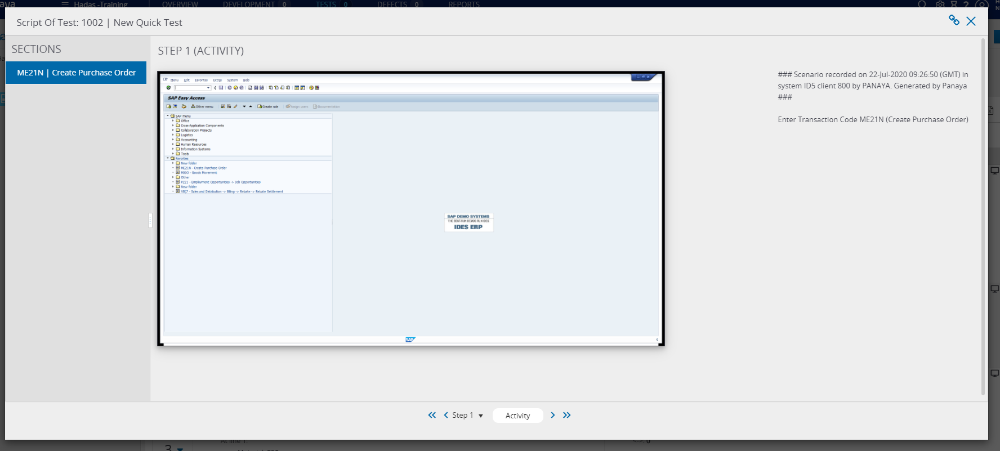 Hadas -Training
OVERVIEW
DEVELOPMENT 0
TESTS 0
DEFECTS 0
REPORTS
Script Of Test: 1002 | New Quick Test
SECTIONS
ME21N | Create Purchase Order
STEP 1 (ACTIVITY)
Menu Edit Favorites Extras System Help
SAP Easy Access
Other menu
Create role
Assign users
Documentation
SAP menu
Office
Cross-Application Components
Collaboration Projects
Logistics
Accounting
Human Resources
Information Systems
Tools
Favorites
New folder
ME21N - Create Purchase Order
MIGO - Goods Movement
Other
PZ21 - Employment Opportunities -> Job Opportunities
New folder
VB(7 - Sales and Distribution -> Billing -> Rebate -> Rebate Settlement
SAP DEMO SYSTEMS
THE BEST-RUN DEMOS RUN IDES
IDES ERP
SAP
### Scenario recorded on 22-Jul-2020 09:26:50 (GMT) in
system ID5 client 800 by PANAYA. Generated by Panaya
###
Enter Transaction Code ME21N (Create Purchase Order)
Step 1
Activity
At line 1:
3